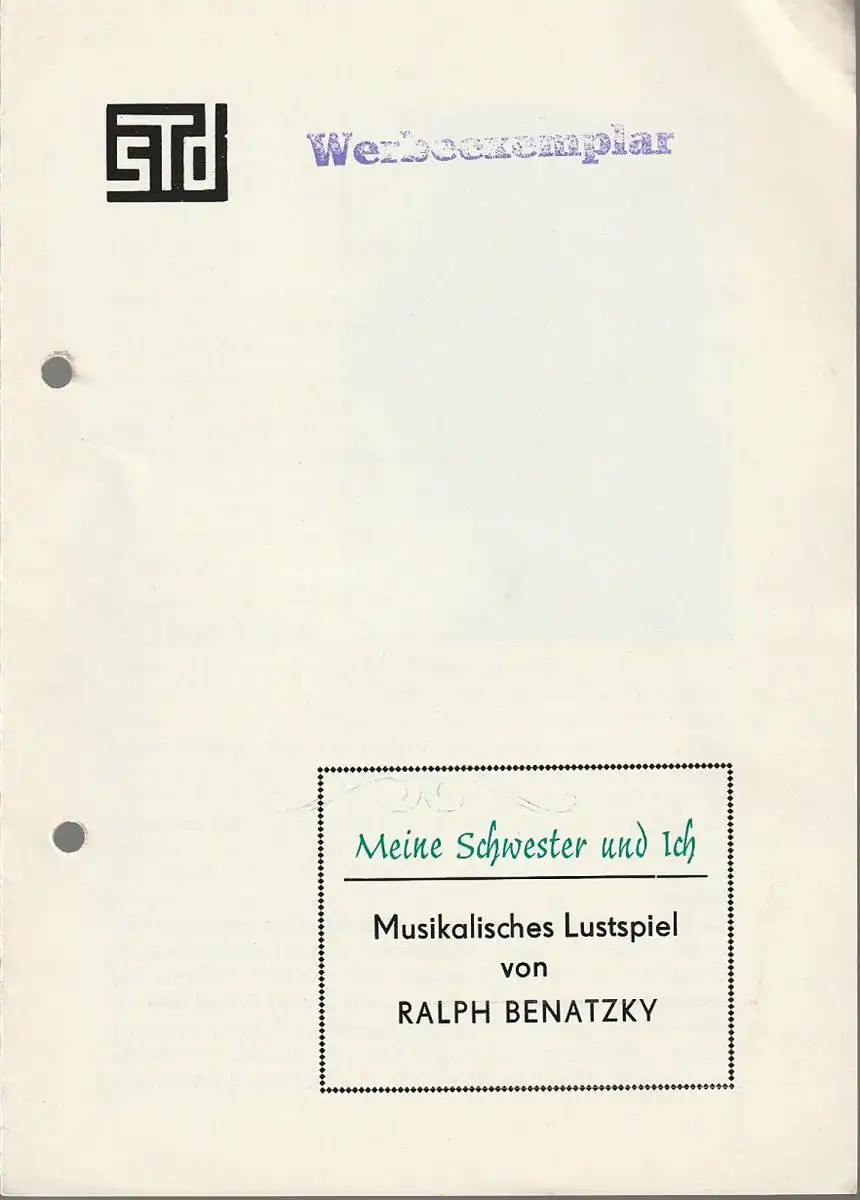 STd
Werbeexemplar
Meine Schwester und Ich
Musikalisches Lustspiel
von
RALPH BENATZKY